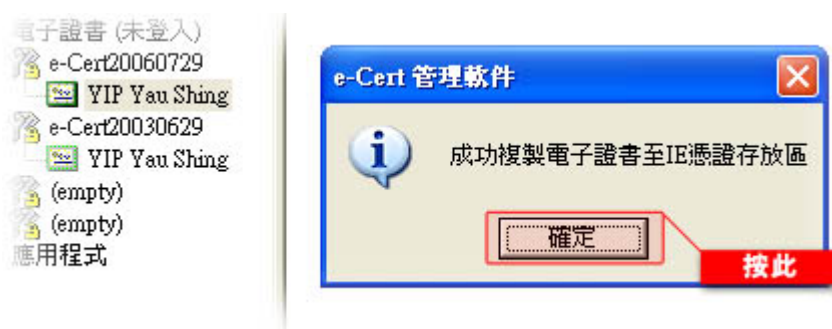 電子證書 (未登入)
e-Cert20060729
YIP Yau Shing
e-Cert20030629
YIP Yau Shing
(empty)
(empty)
應用程式
e-Cert 管理軟件
成功複製電子證書至IE憑證存放區
確定
按此